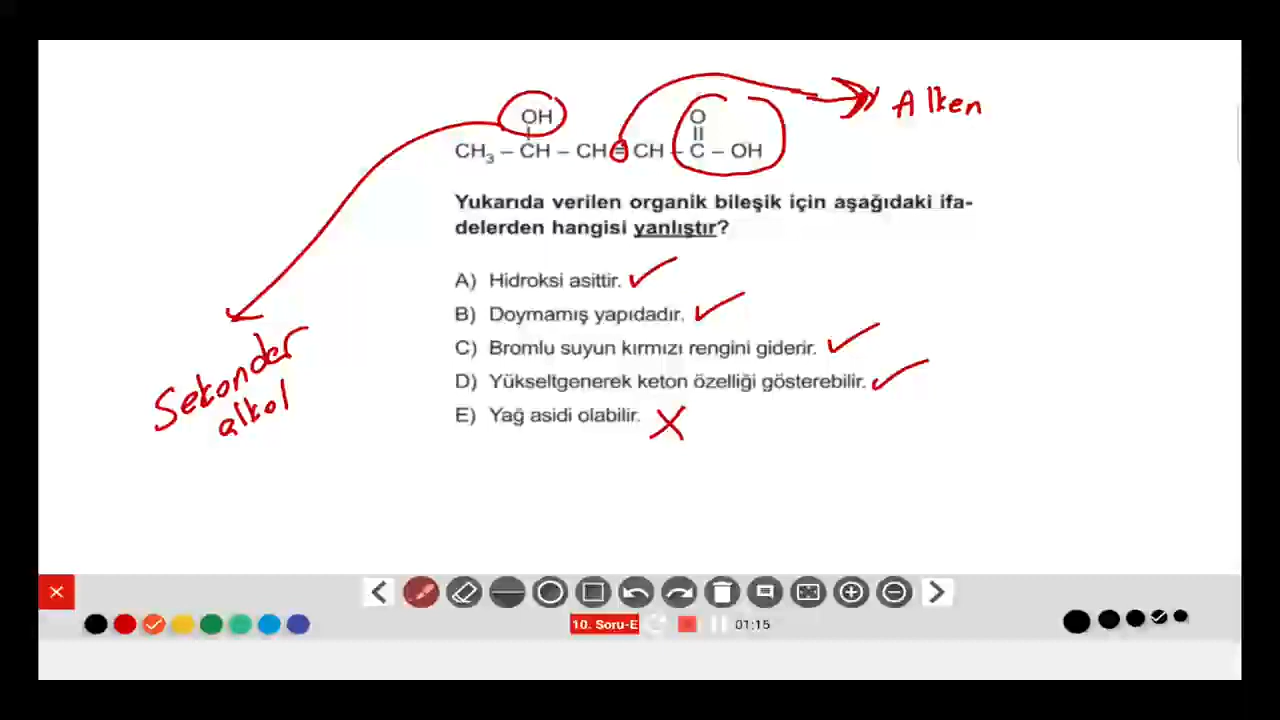 OH
O
Alken
CH₃ – CH – CH = CH – C – OH
Yukarıda verilen organik bileşik için aşağıdaki ifa-
delerden hangisi yanlıştır?
A) Hidroksi asittir.
B) Doymamış yapıdadır.
C) Bromlu suyun kırmızı rengini giderir.
D) Yükseltgenerek keton özelliği gösterebilir.
E) Yağ asidi olabilir.
Sekonder
alkol
10. Soru-E
01:15